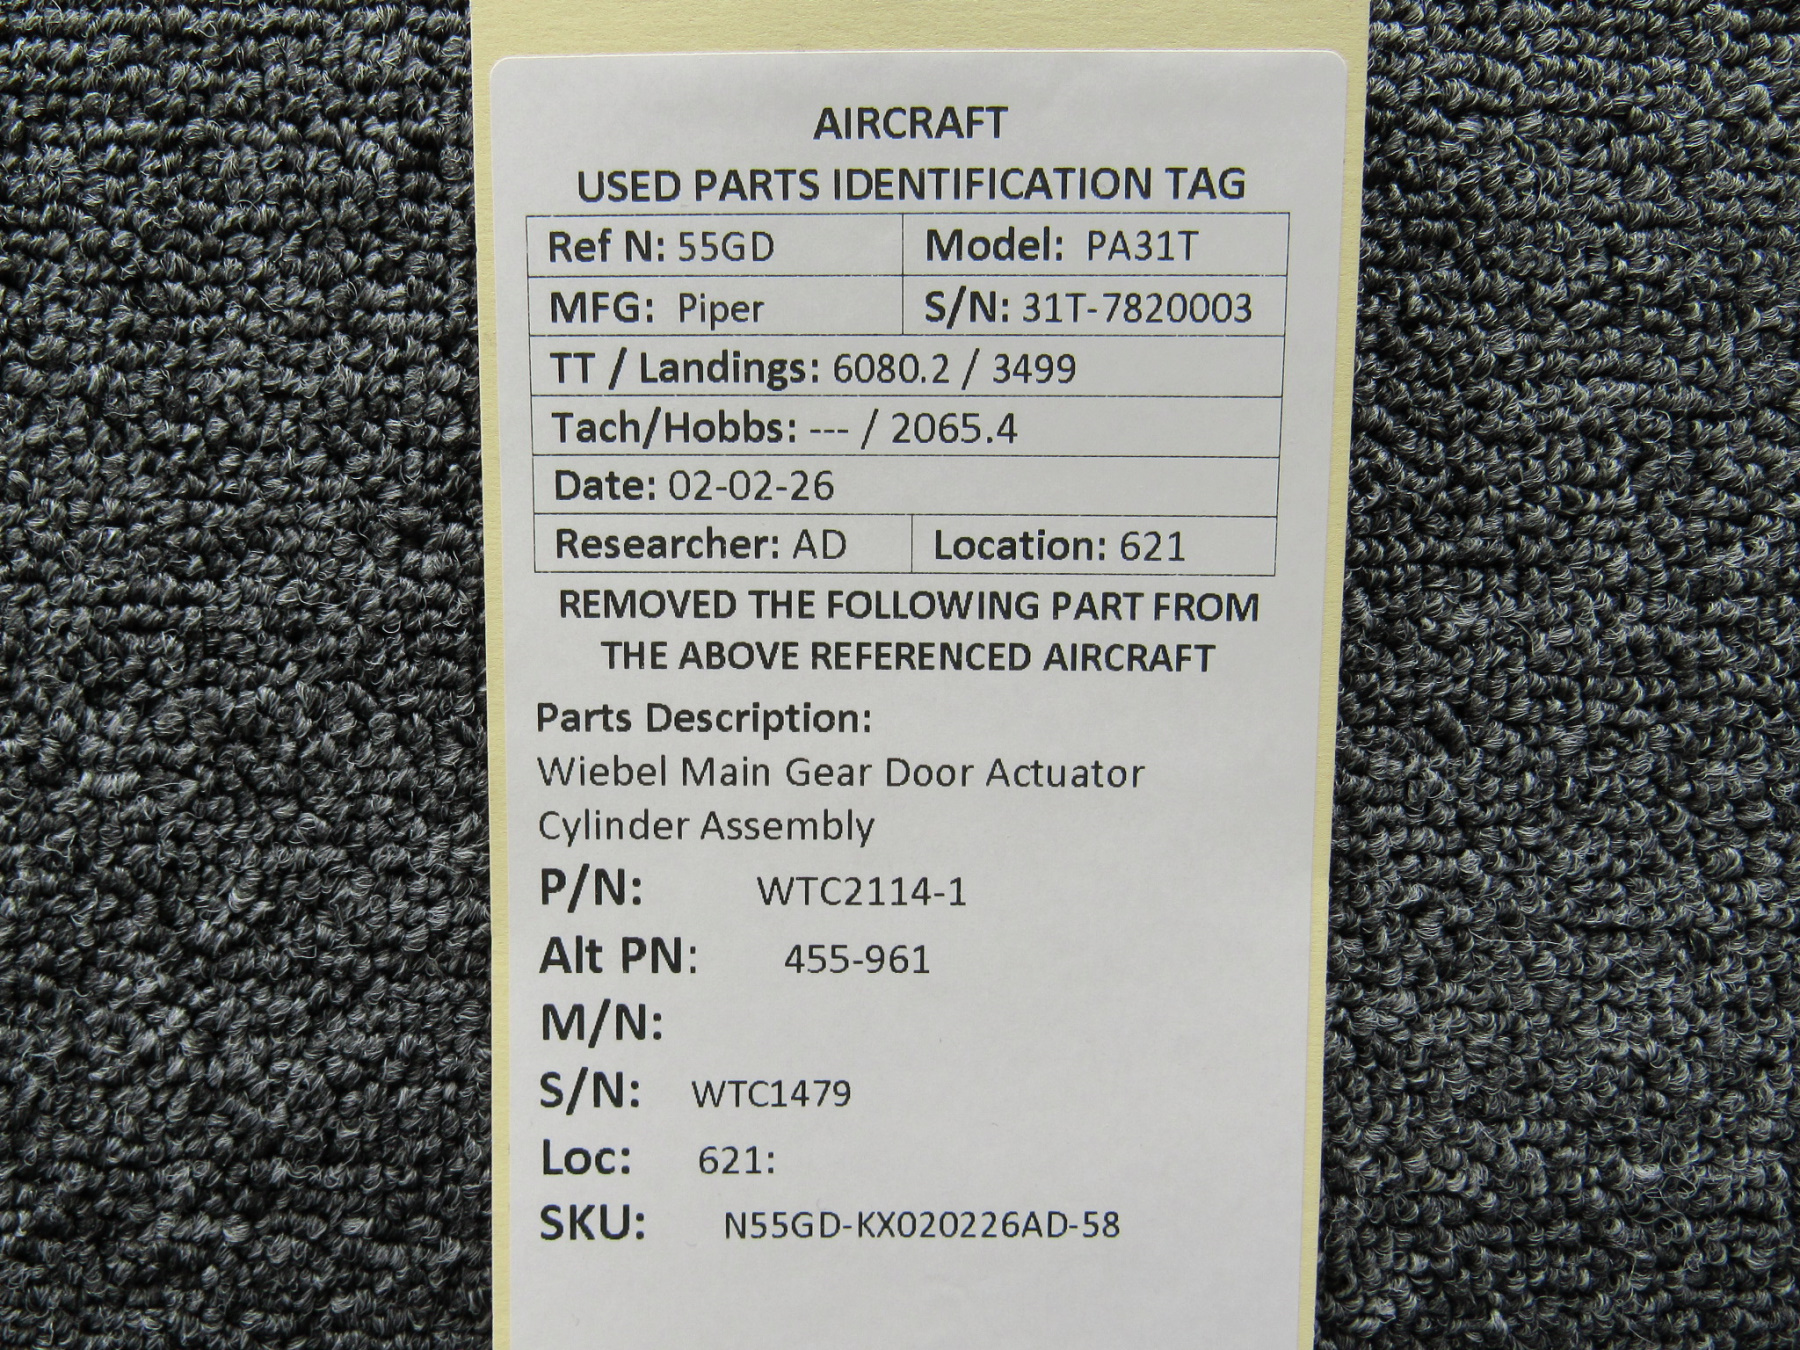 AIRCRAFT
USED PARTS IDENTIFICATION TAG
Ref N: 55GD Model: PA31T
MFG: Piper S/N: 31T-7820003
TT / Landings: 6080.2 / 3499
Tach/Hobbs: --- / 2065.4
Date: 02-02-26
Researcher: AD Location: 621
REMOVED THE FOLLOWING PART FROM
THE ABOVE REFERENCED AIRCRAFT
Parts Description:
Wiebel Main Gear Door Actuator
Cylinder Assembly
P/N: WTC2114-1
Alt PN: 455-961
M/N:
S/N: WTC1479
Loc: 621:
SKU: N55GD-KX020226AD-58